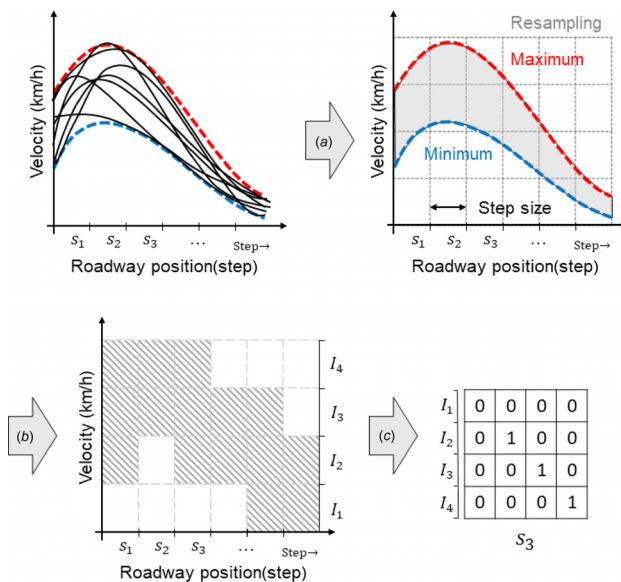 Velocity (km/h)
s₁ s₂ s₃ ⋯ Step→
Roadway position(step)
(a)
Resampling
Maximum
Minimum
Step size
Velocity (km/h)
s₁ s₂ s₃ ⋯ Step→
Roadway position(step)
(b)
Velocity (km/h)
I₄
I₃
I₂
I₁
s₁ s₂ s₃ ⋯ Step→
Roadway position(step)
(c)
I₁ 0 0 0 0
I₂ 0 1 0 0
I₃ 0 0 1 0
I₄ 0 0 0 1
s₃